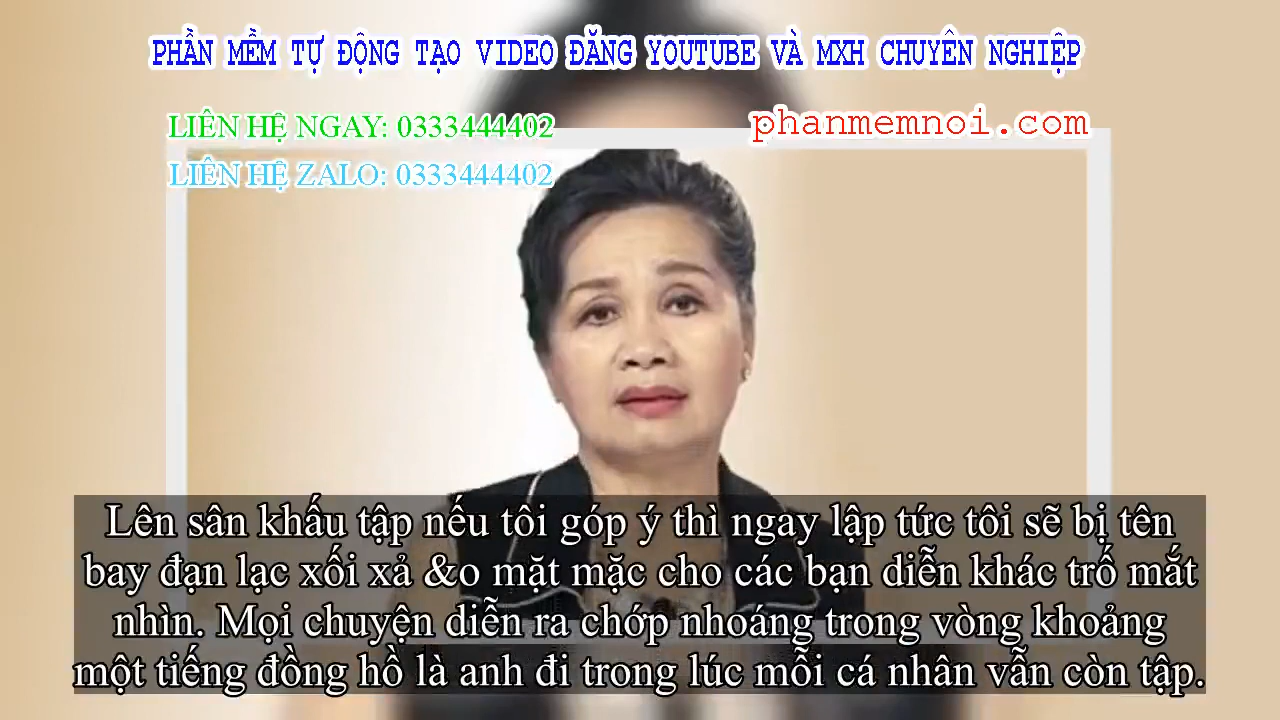 PHẦN MỀM TỰ ĐỘNG TẠO VIDEO ĐĂNG YOUTUBE VÀ MXH CHUYÊN NGHIỆP
LIÊN HỆ NGAY: 0333444402
phanmemnoi.com
LIÊN HỆ ZALO: 0333444402
Lên sân khấu tập nếu tôi góp ý thì ngay lập tức tôi sẽ bị tên
bay đạn lạc xối xả &o mặt mặc cho các bạn diễn khác trố mắt
nhìn. Mọi chuyện diễn ra chớp nhoáng trong vòng khoảng
một tiếng đồng hồ là anh đi trong lúc mỗi cá nhân vẫn còn tập.